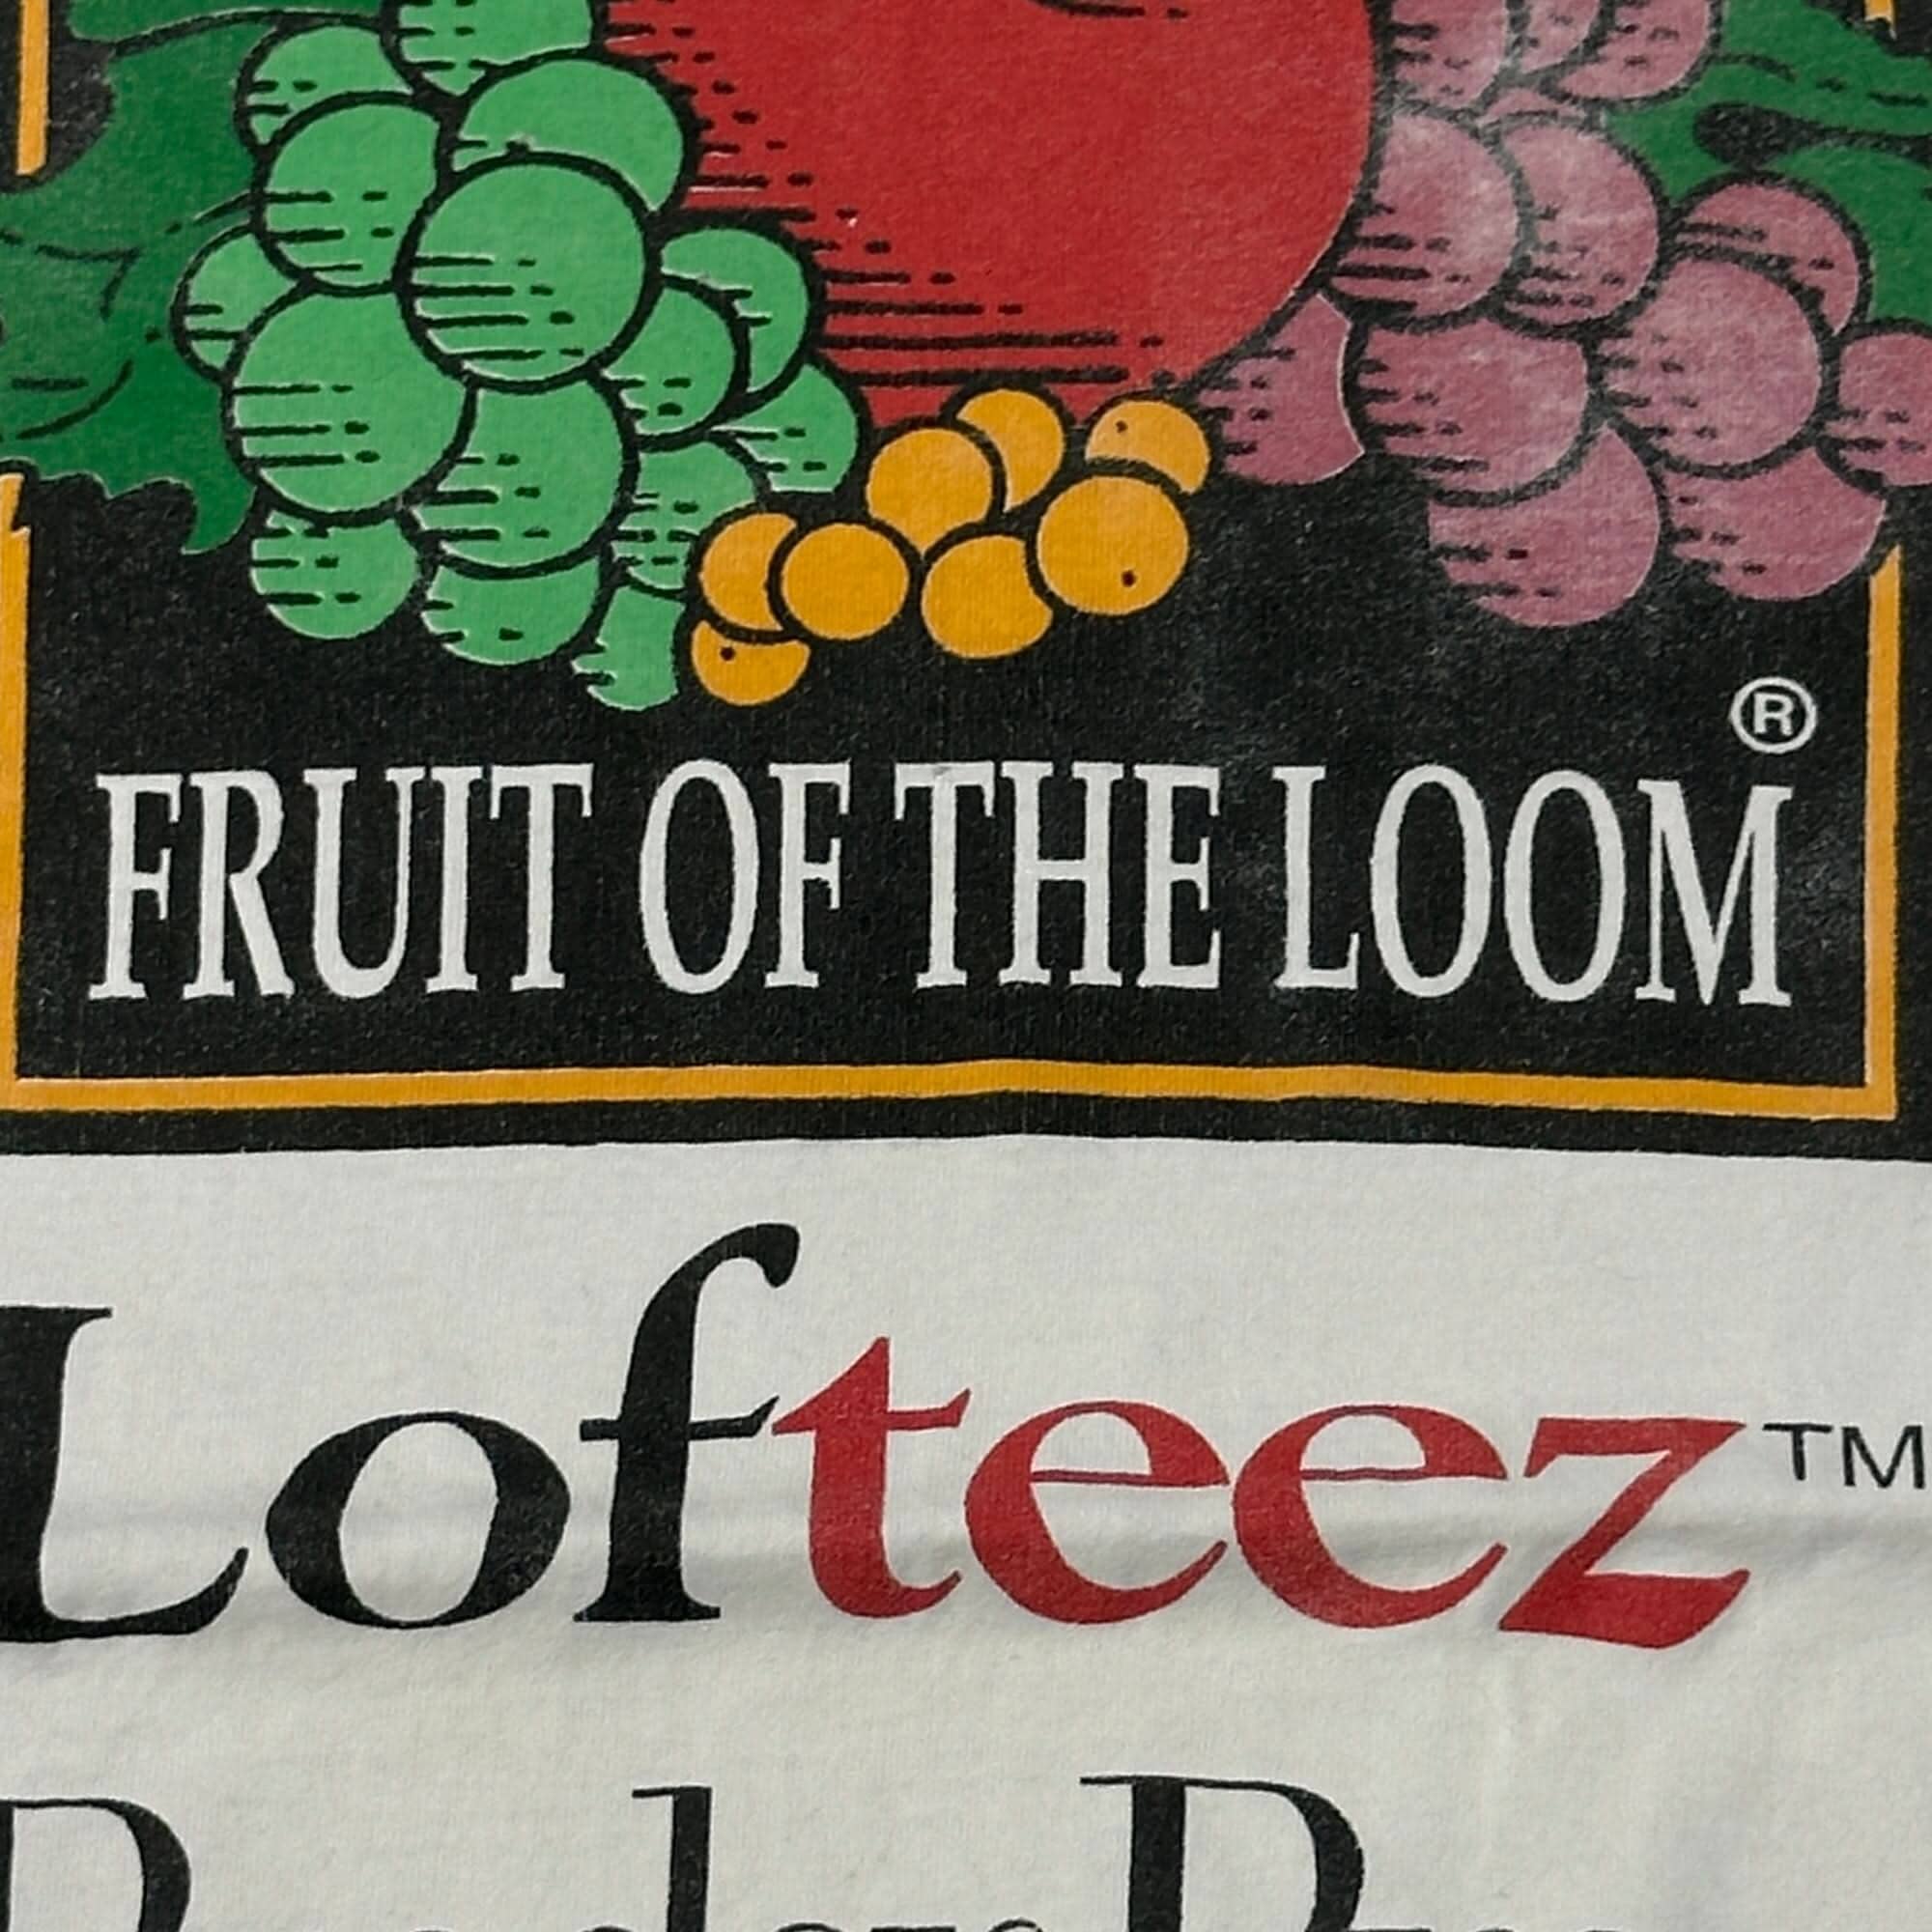 FRUIT OF THE LOOM®
Lofteez™